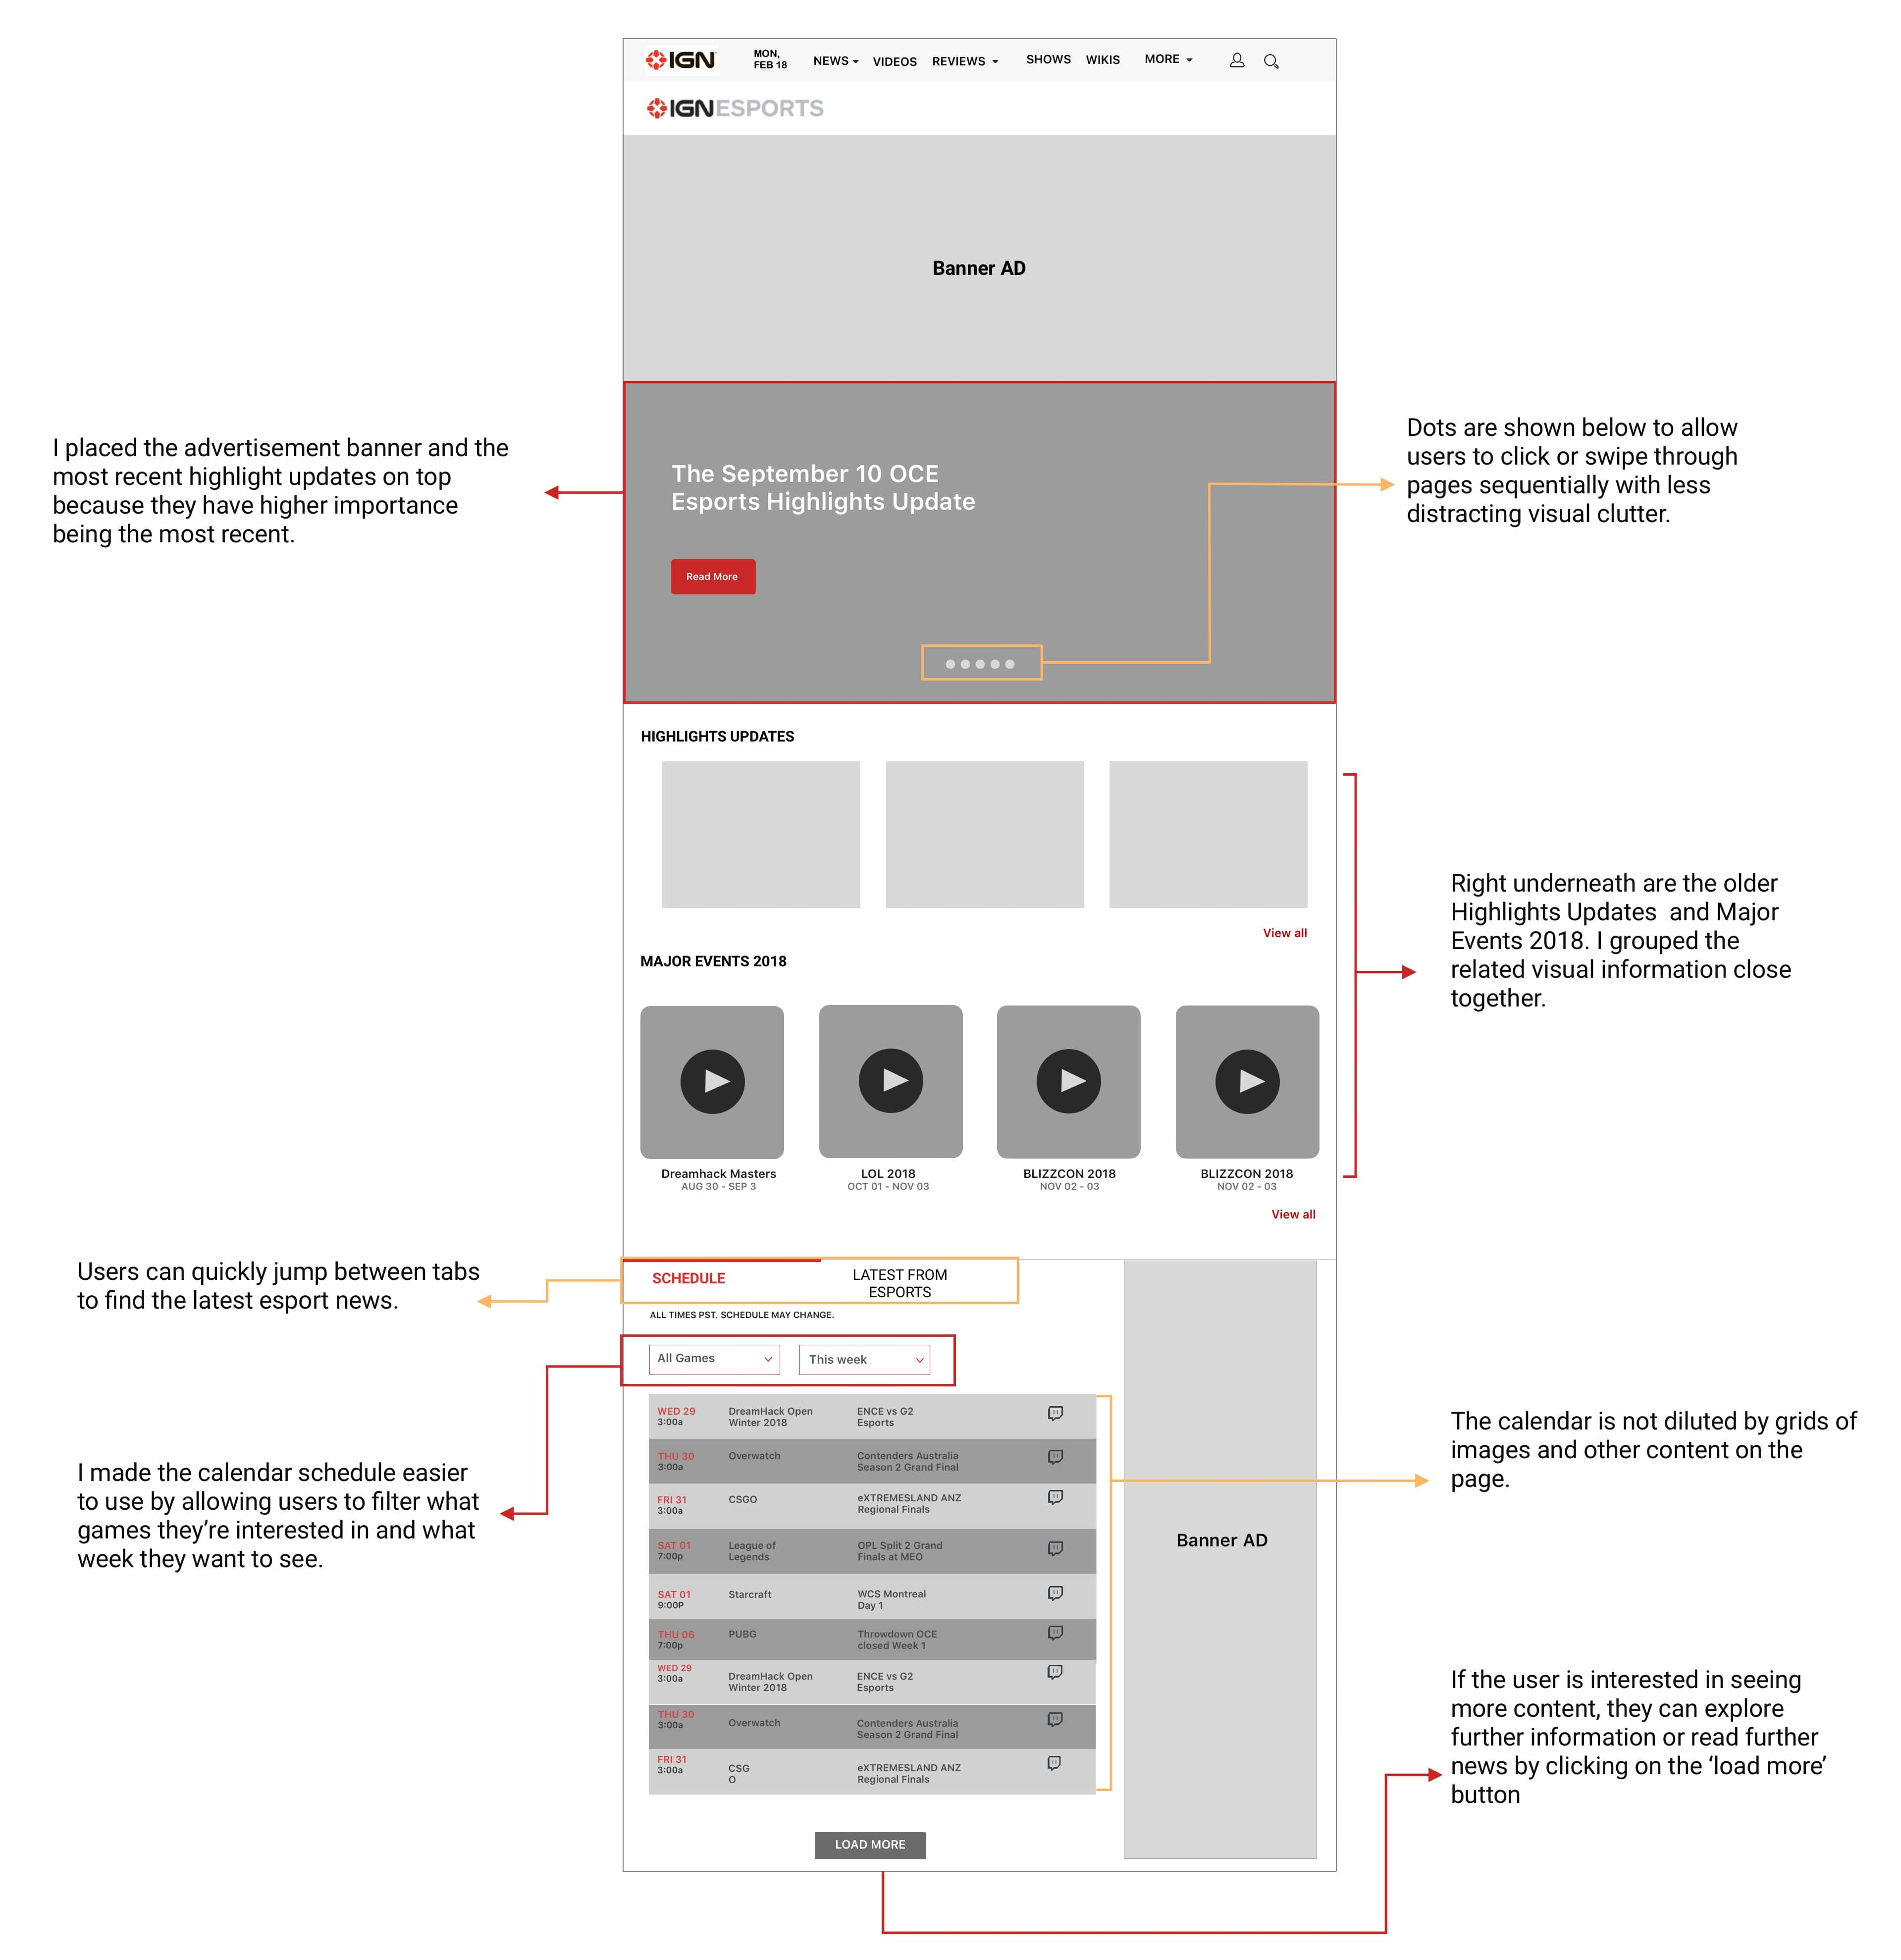 IGN
MON,
FEB 18
NEWS
VIDEOS
REVIEWS
SHOWS
WIKIS
MORE
IGN ESPORTS
Banner AD
I placed the advertisement banner and the
most recent highlight updates on top
because they have higher importance
being the most recent.
The September 10 OCE
Esports Highlights Update
Read More
Dots are shown below to allow
users to click or swipe through
pages sequentially with less
distracting visual clutter.
HIGHLIGHTS UPDATES
View all
Right underneath are the older
Highlights Updates and Major
Events 2018. I grouped the
related visual information close
together.
MAJOR EVENTS 2018
Dreamhack Masters
AUG 30 - SEP 3
LOL 2018
OCT 01 - NOV 03
BLIZZCON 2018
NOV 02 - 03
BLIZZCON 2018
NOV 02 - 03
View all
Users can quickly jump between tabs
to find the latest esport news.
SCHEDULE
LATEST FROM
ESPORTS
ALL TIMES PST. SCHEDULE MAY CHANGE.
All Games
This week
I made the calendar schedule easier
to use by allowing users to filter what
games they’re interested in and what
week they want to see.
WED 29
3:00a
DreamHack Open
Winter 2018
ENCE vs G2
Esports
THU 30
3:00a
Overwatch
Contenders Australia
Season 2 Grand Final
FRI 31
3:00a
CSGO
eXTREMESLAND ANZ
Regional Finals
SAT 01
7:00p
League of
Legends
OPL Split 2 Grand
Finals at MEO
SAT 01
9:00P
Starcraft
WCS Montreal
Day 1
THU 06
7:00p
PUBG
Throwdown OCE
closed Week 1
WED 29
3:00a
DreamHack Open
Winter 2018
ENCE vs G2
Esports
THU 30
3:00a
Overwatch
Contenders Australia
Season 2 Grand Final
FRI 31
3:00a
CSG
O
eXTREMESLAND ANZ
Regional Finals
Banner AD
The calendar is not diluted by grids of
images and other content on the
page.
LOAD MORE
If the user is interested in seeing
more content, they can explore
further information or read further
news by clicking on the ‘load more’
button